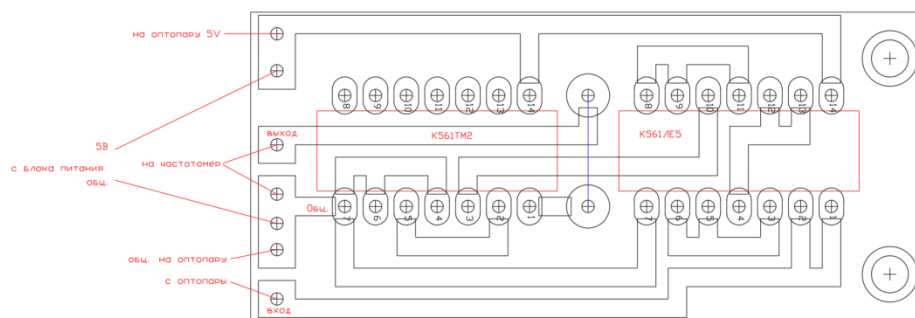 на оптопару 5V
5В
с блока питания
общ.
на частотомер
общ. на оптопару
с оптопары
ВЫХОД
Общ.
ВХОД
К561ТМ2
8 9 10 11 12 13 14
7 6 5 4 3 2 1
К561ЛЕ5
8 9 10 11 12 13 14
7 6 5 4 3 2 1